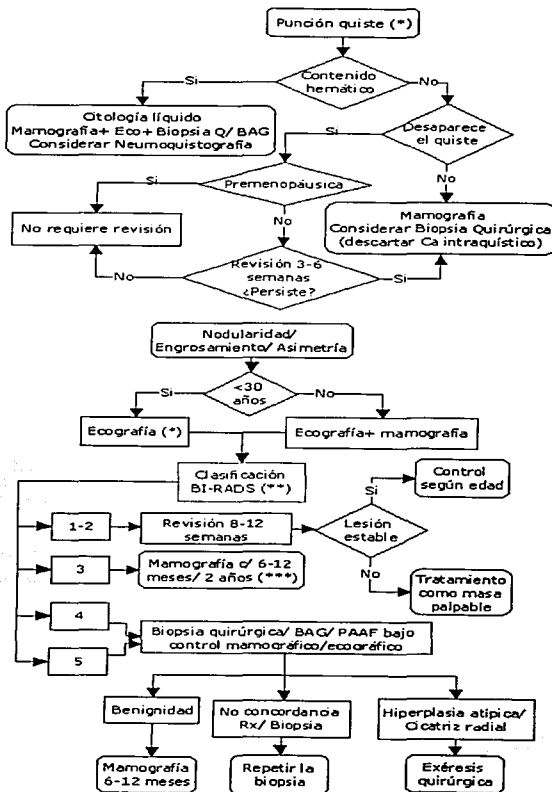 Punción quiste (*)
Contenido
hemático
Si
No
Citología líquido
Mamografía+ Eco+ Biopsia Q/ BAG
Considerar Neumoquistografía
Desaparece
el quiste
Si
No
Premenopáusica
Si
No
No requiere revisión
Mamografía
Considerar Biopsia Quirúrgica
(descartar Ca intraquístico)
Revisión 3-6
semanas
¿Persiste?
No
Si
Nodularidad/
Engrosamiento/ Asimetría
<30
años
Si
No
Ecografía (*)
Ecografía+ mamografía
Clasificación
BI-RADS (**)
Control
según edad
Si
1-2
Revisión 8-12
semanas
Lesión
estable
3
Mamografía c/ 6-12
meses/ 2 años (***)
No
Tratamiento
como masa
palpable
4
Biopsia quirúrgica/ BAG/ PAAF bajo
control mamográfico/ecográfico
5
Benignidad
No concordancia
Rx/ Biopsia
Hiperplasia atípica/
Cicatriz radial
Mamografía
6-12 meses
Repetir la
biopsia
Exéresis
quirúrgica